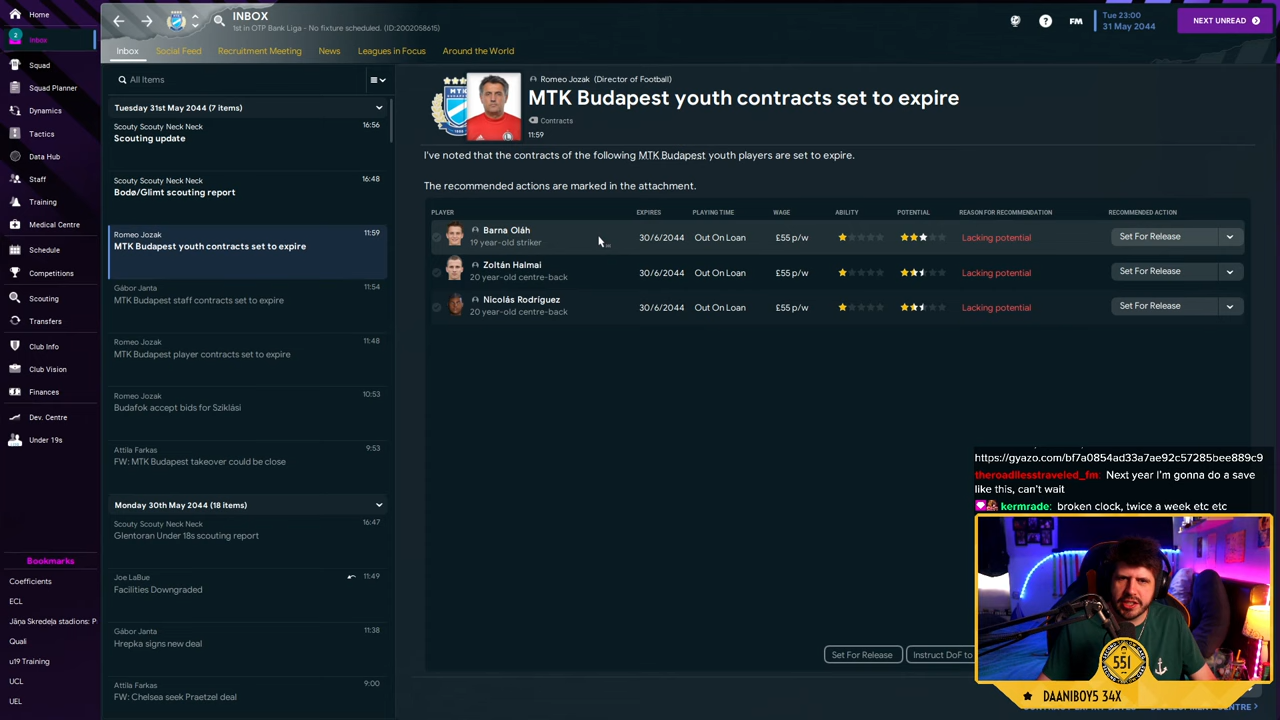 Home
2
Inbox
Squad
Squad Planner
Dynamics
Tactics
Data Hub
Staff
Training
Medical Centre
Schedule
Competitions
Scouting
Transfers
Club Info
Club Vision
Finances
Dev. Centre
Under 19s
Bookmarks
Coefficients
ECL
Jāņa Skredeļa stadions: P
Quali
u19 Training
UCL
UEL
INBOX
1st in OTP Bank Liga - No fixture scheduled. (ID:2002058615)
FM
Tue 23:00
31 May 2044
NEXT UNREAD
Inbox
Social Feed
Recruitment Meeting
News
Leagues in Focus
Around the World
All Items
Tuesday 31st May 2044 (7 items)
Scouty Scouty Neck Neck 16:56
Scouting update
Scouty Scouty Neck Neck 16:48
Bodø/Glimt scouting report
Romeo Jozak 11:59
MTK Budapest youth contracts set to expire
Gábor Janta 11:54
MTK Budapest staff contracts set to expire
Romeo Jozak 11:48
MTK Budapest player contracts set to expire
Romeo Jozak 10:53
Budafok accept bids for Sziklási
Attila Farkas 9:53
FW: MTK Budapest takeover could be close
Monday 30th May 2044 (18 items)
Scouty Scouty Neck Neck 16:47
Glentoran Under 18s scouting report
Joe LaBue 11:49
Facilities Downgraded
Gábor Janta 11:38
Hrepka signs new deal
Attila Farkas 9:00
FW: Chelsea seek Praetzel deal
Romeo Jozak (Director of Football)
MTK Budapest youth contracts set to expire
Contracts
11:59
I've noted that the contracts of the following MTK Budapest youth players are set to expire.
The recommended actions are marked in the attachment.
PLAYER EXPIRES PLAYING TIME WAGE ABILITY POTENTIAL REASON FOR RECOMMENDATION RECOMMENDED ACTION
Barna Oláh
19 year-old striker
30/6/2044 Out On Loan £55 p/w Lacking potential Set For Release
Zoltán Halmai
20 year-old centre-back
30/6/2044 Out On Loan £55 p/w Lacking potential Set For Release
Nicolás Rodríguez
20 year-old centre-back
30/6/2044 Out On Loan £55 p/w Lacking potential Set For Release
Set For Release
Instruct DoF to
https://gyazo.com/bf7a0854ad33a7ae92c57285bee889c9
theroadllesstraveled_fm: Next year I'm gonna do a save
like this, can't wait
kermrade: broken clock, twice a week etc etc
551
DAANIBOY5 34X